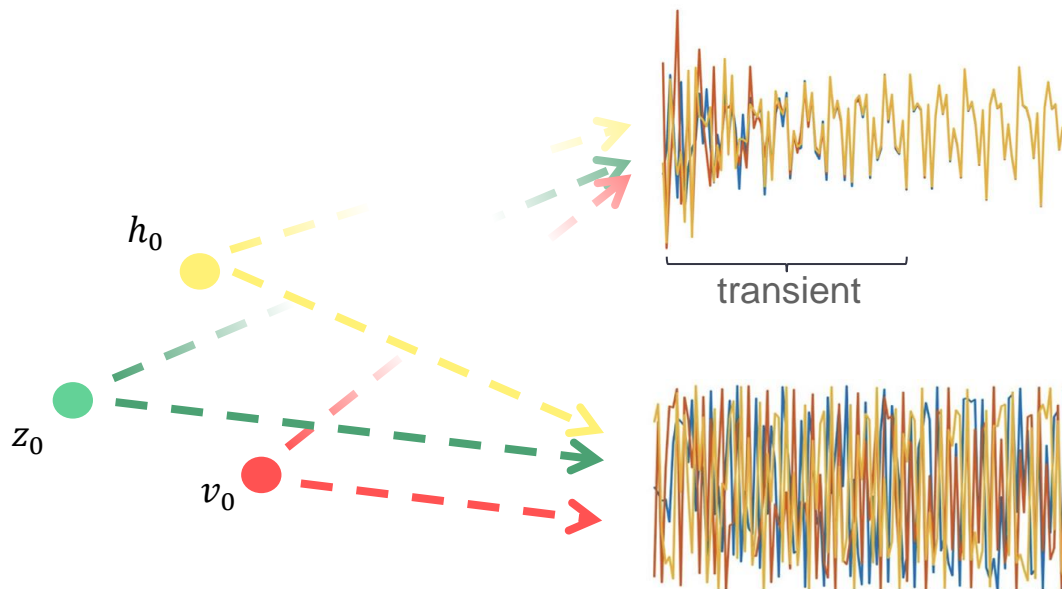 h₀
transient
z₀
v₀